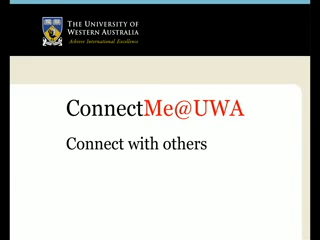 THE UNIVERSITY OF
WESTERN AUSTRALIA
Achieve International Excellence
ConnectMe@UWA
Connect with others